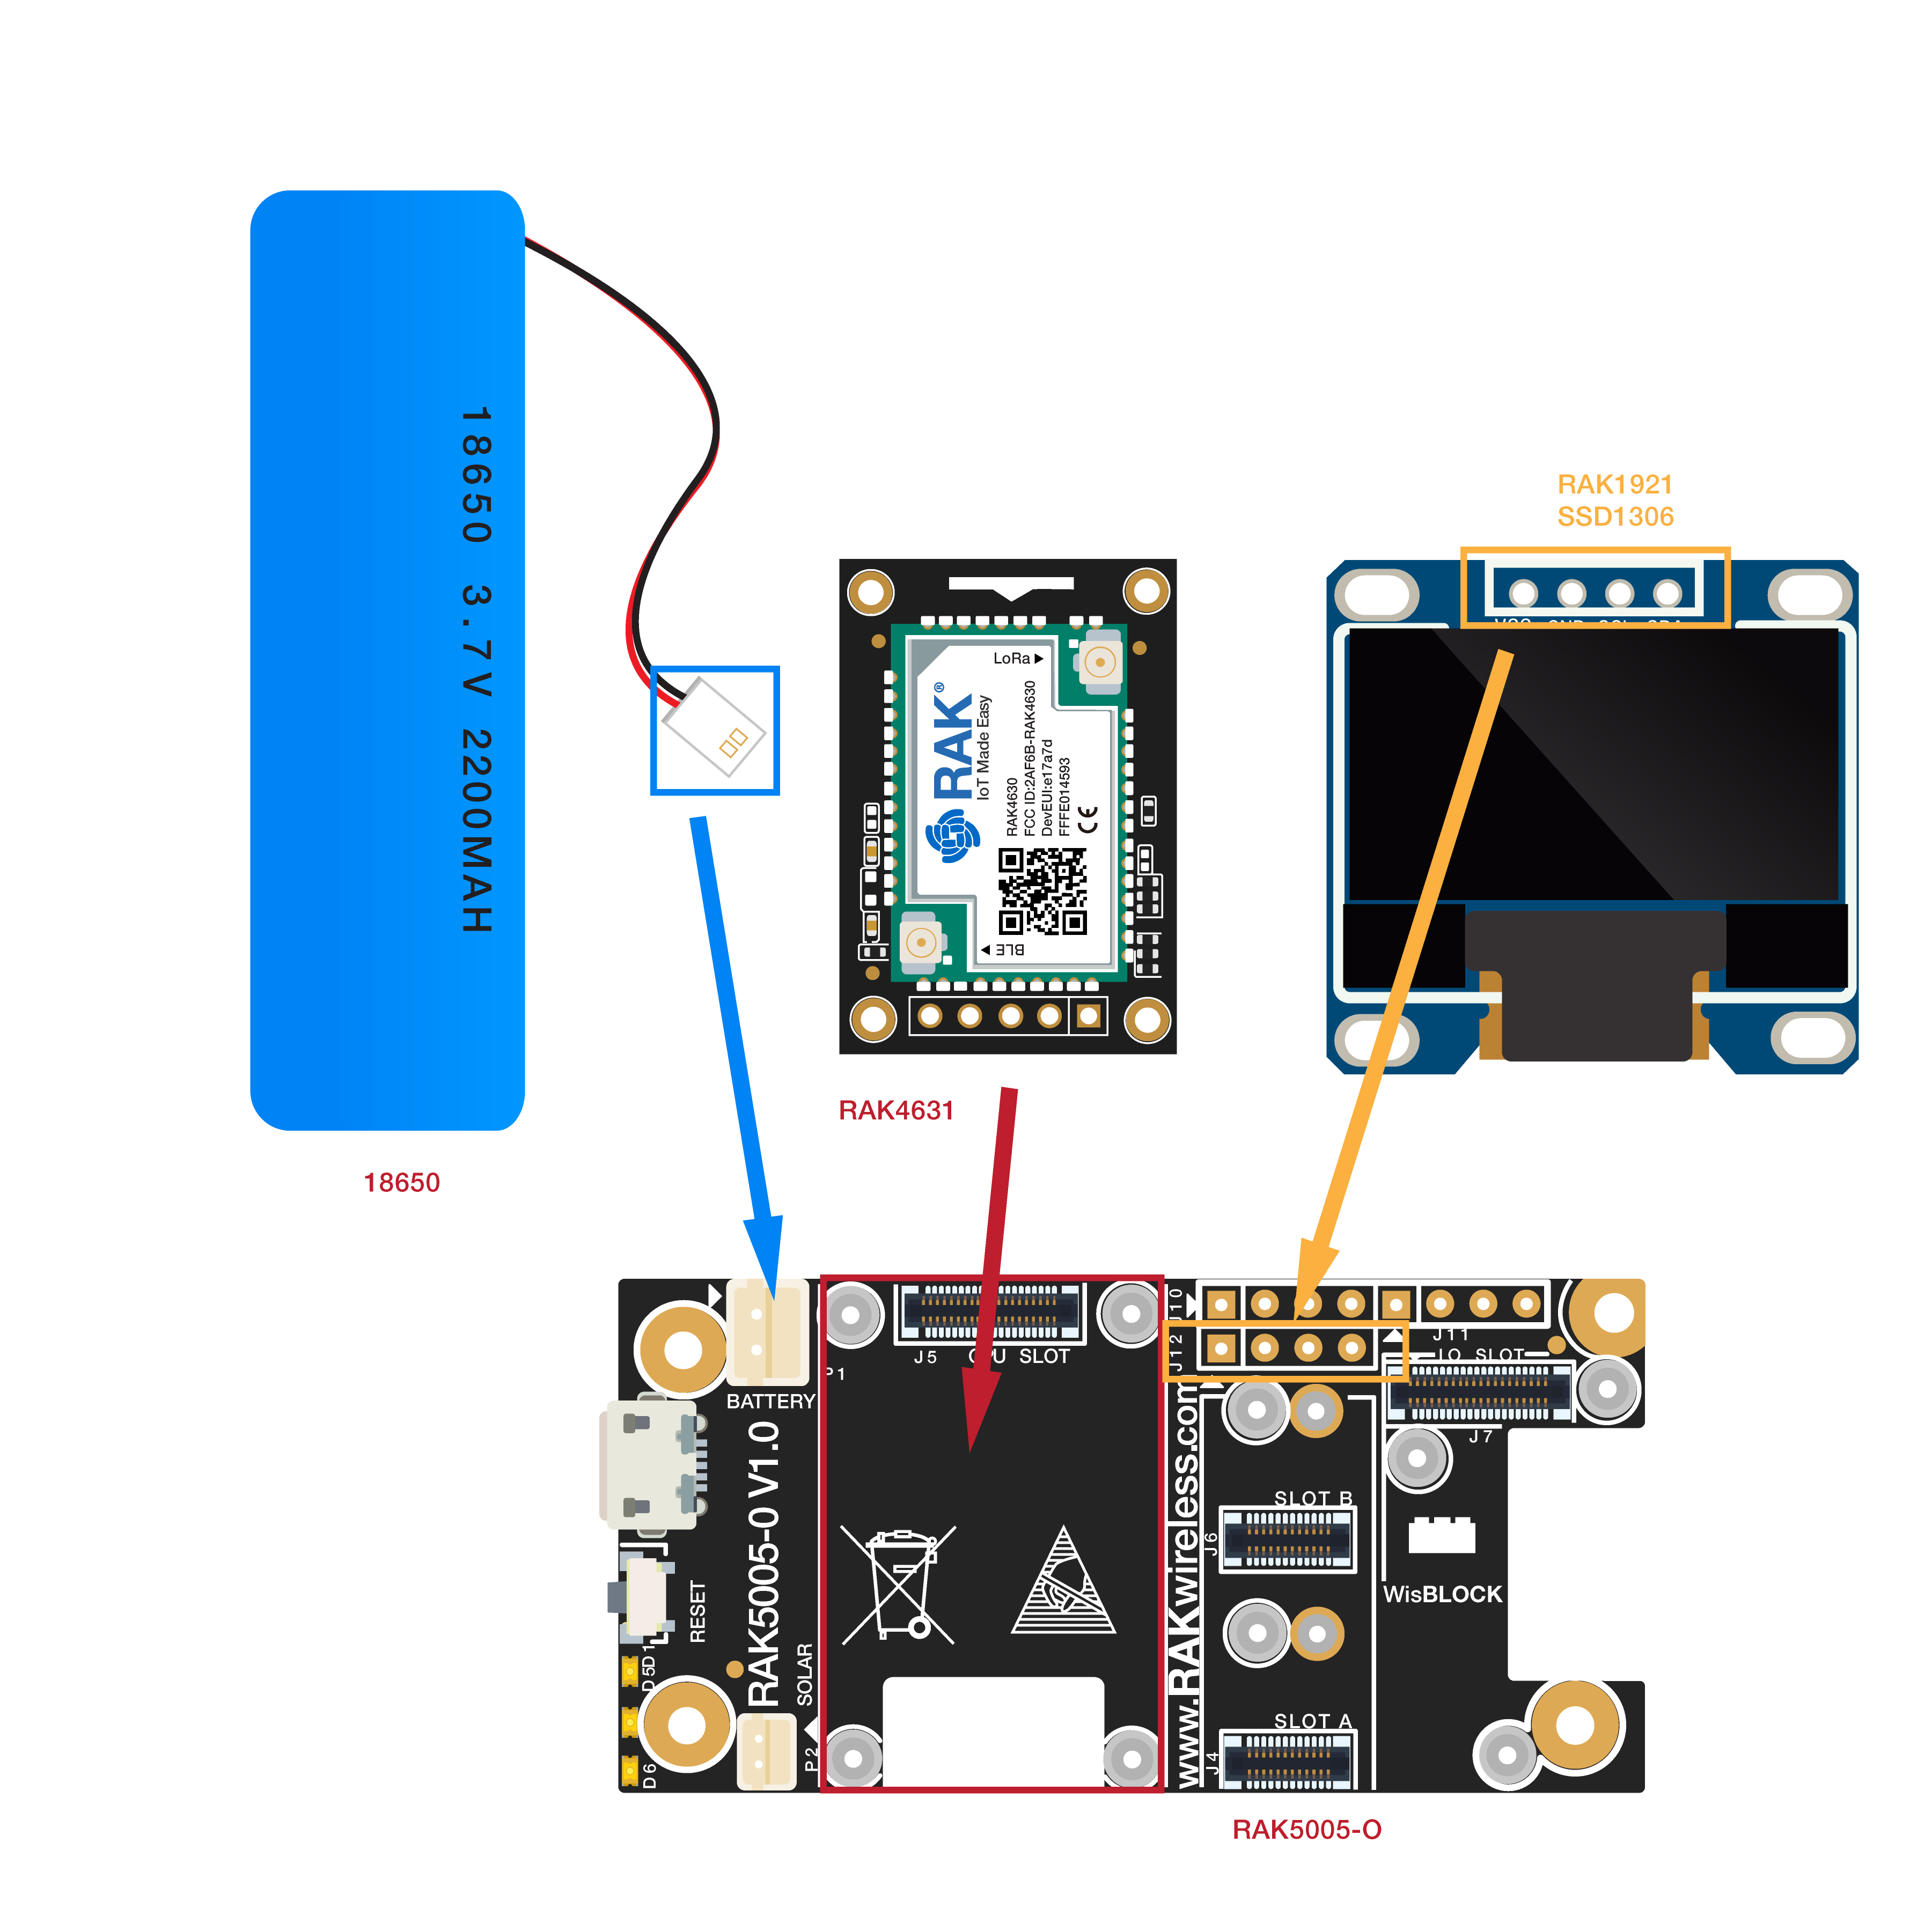 18650 3.7V 2200MAH
18650
RAK1921
SSD1306
LoRa
RAK®
IoT Made Easy
RAK4630
FCC ID:2AF6B-RAK4630
DevEUI:e17a7d
FFFE014593
CE
BLE
RAK4631
BATTERY
P1
J5
CPU SLOT
J10
J12
J11
IO SLOT
J7
RAK5005-0 V1.0
RESET
SOLAR
P2
D1
D5
D6
www.RAKwireless.com
SLOT B
J6
WisBLOCK
SLOT A
J4
RAK5005-O